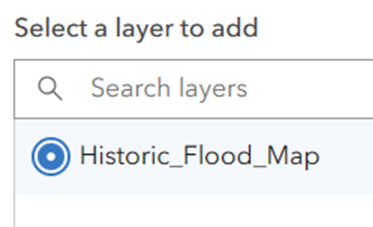 Select a layer to add
Search layers
Historic_Flood_Map